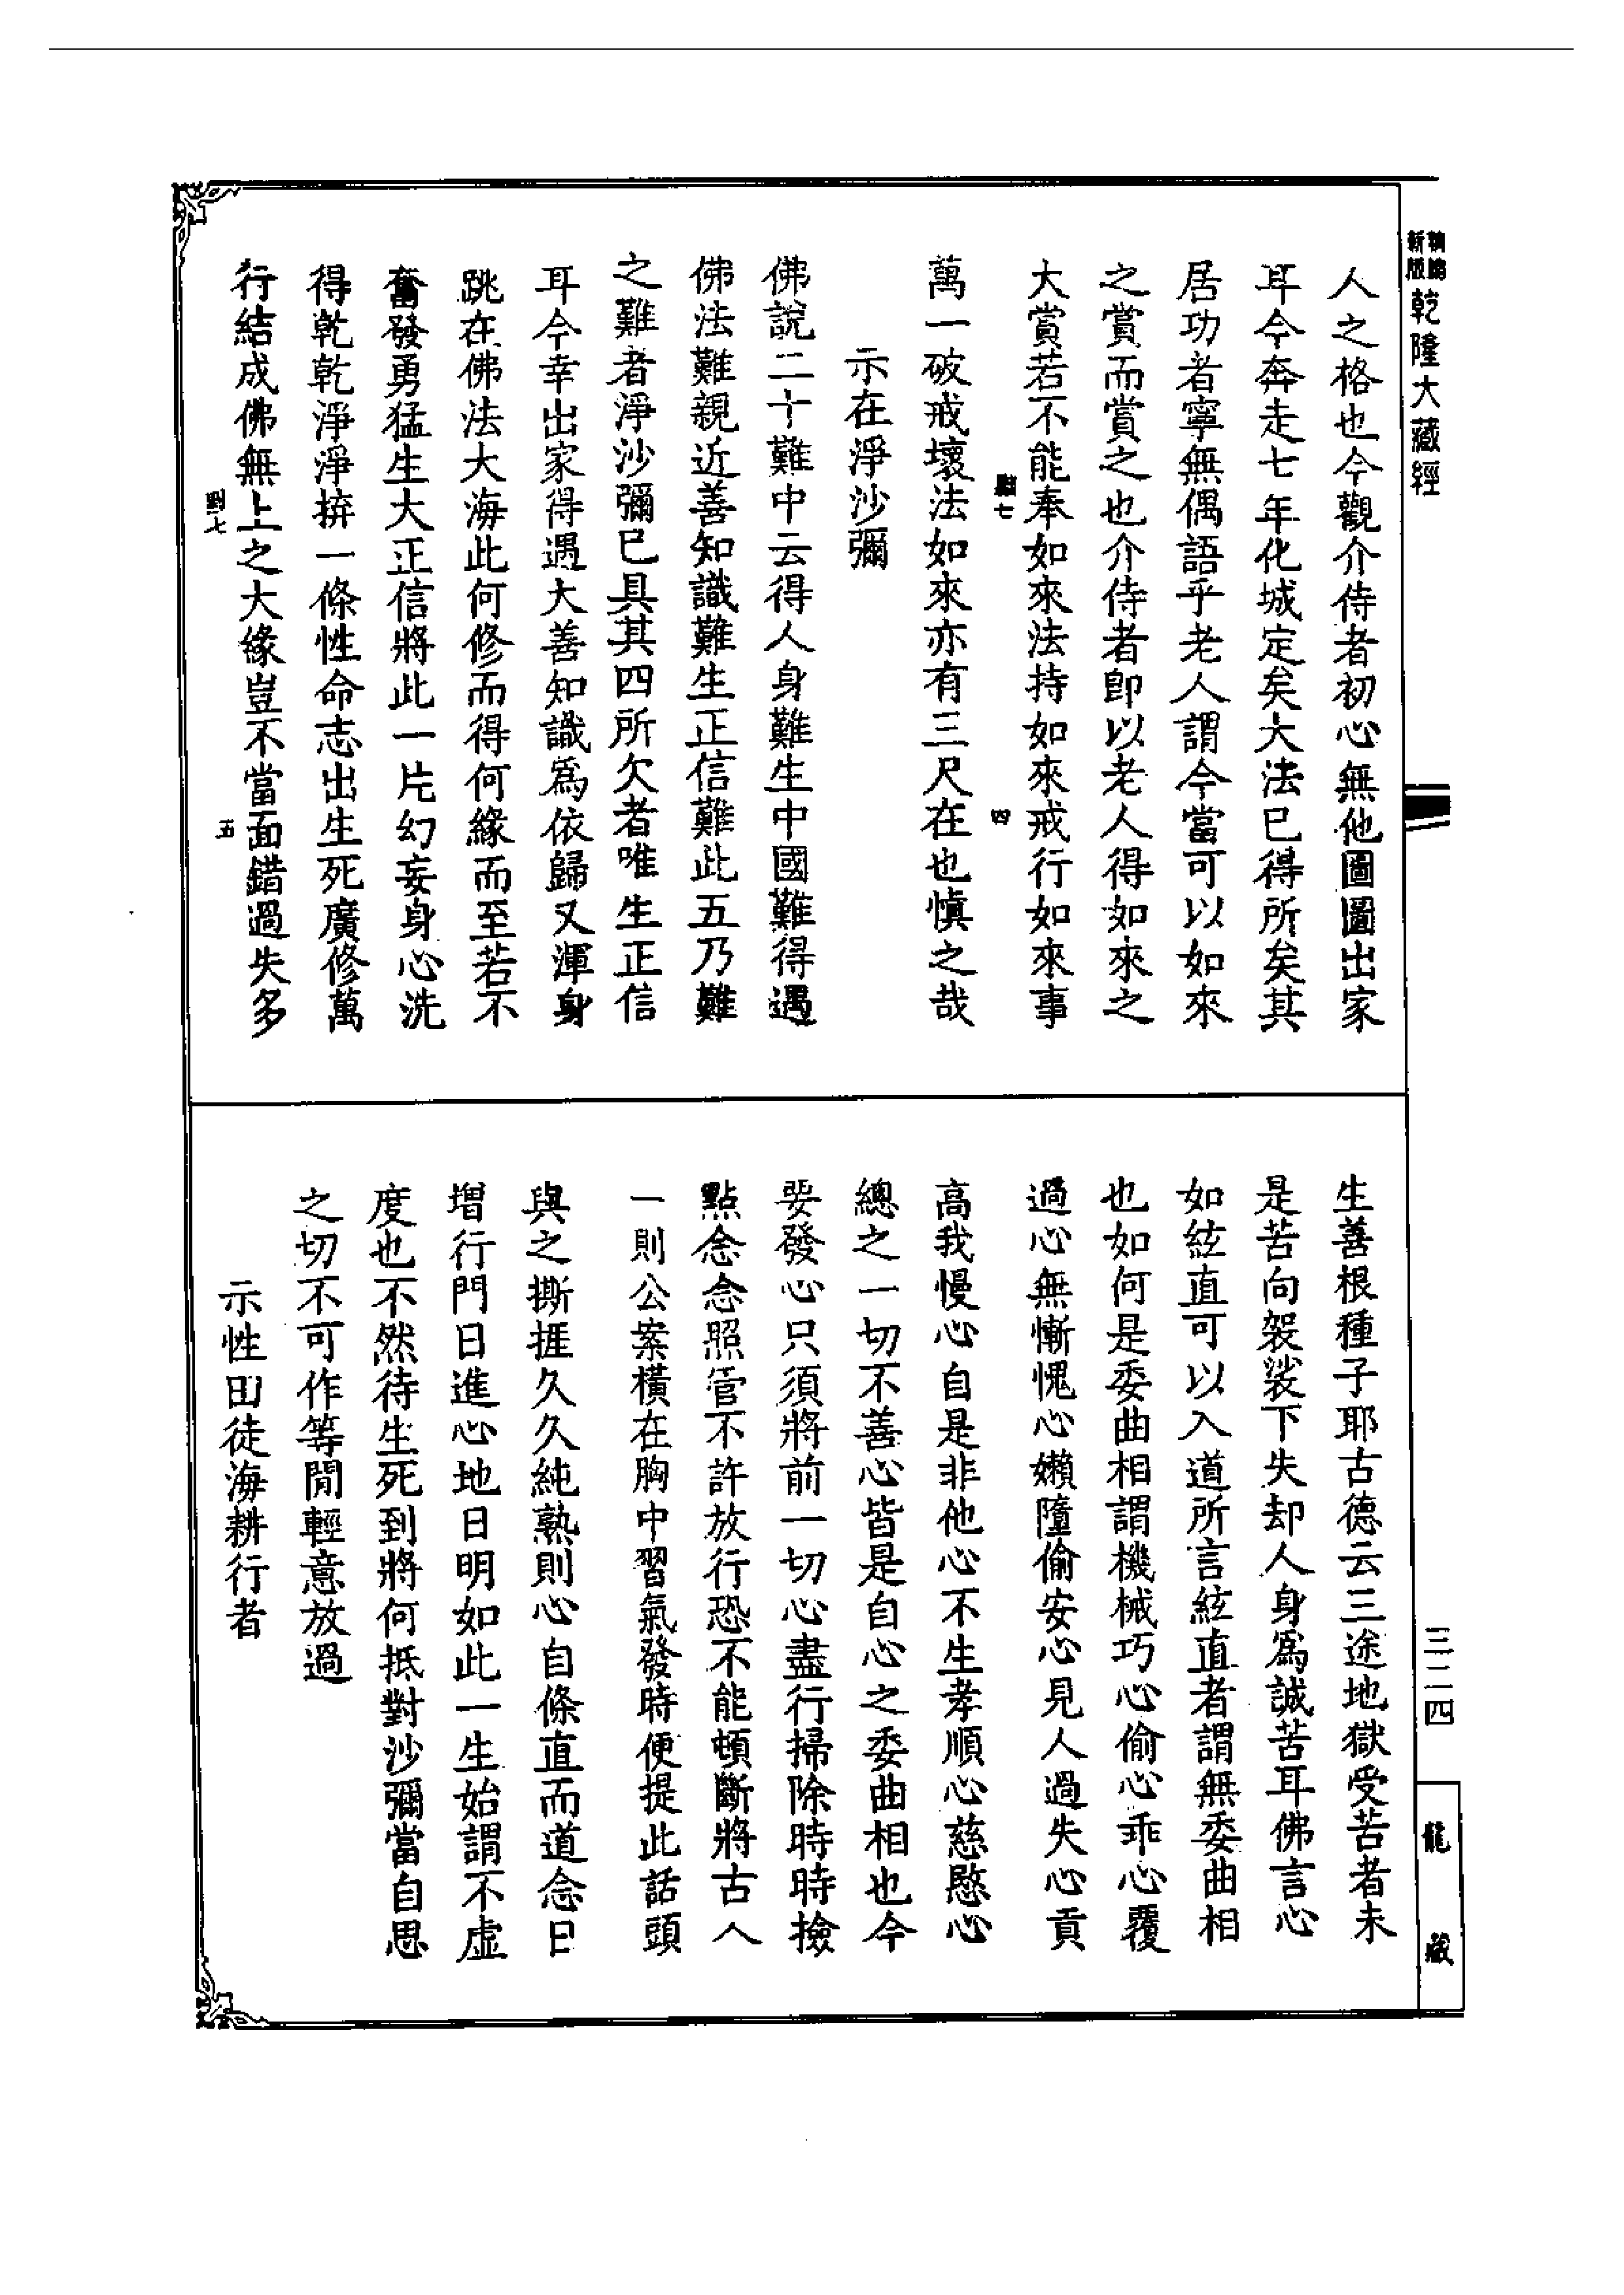 新版
乾隆大藏經
人之格也今觀介侍者初心無他圖圖出家
耳今奔走七年化城定矣大法已得所矣其
居功者寧無偶語乎老人謂今當可以如來
之賞而賞之也介侍者即以老人得如來之
大賞若不能奉如來法持如來戒行如來事
四
萬一破戒壞法如來亦有三尺在也慎之哉
示在淨沙彌
佛說二十難中云得人身難生中國難得遇
佛法難親近善知識難生正信難此五乃難
之難者淨沙彌已具其四所欠者唯生正信
耳今幸出家得遇大善知識爲依歸又渾身
跳在佛法大海此何修而得何緣而至若不
奮發勇猛生大正信將此一片幻妄身心洗
得乾乾淨淨拚一條性命志出生死廣修萬
行結成佛無上之大緣豈不當面錯過失多
五
生善根種子耶古德云三途地獄受苦者未
是苦向袈裟下失却人身爲誠苦耳佛言心
如絃直可以入道所言絃直者謂無委曲相
也如何是委曲相謂機械巧心偷心乖心覆
過心無慚愧心嬾墮偷安心見人過失心貢
高我慢心自是非他心不生孝順心慈愍心
總之一切不善心皆是自心之委曲相也今
要發心只須將前一切心盡行掃除時時撿
點念念照管不許放行恐不能頓斷將古人
一則公案橫在胸中習氣發時便提此話頭
與之撕捱久久純熟則心自條直而道念日
增行門日進心地日明如此一生始謂不虛
度也不然待生死到將何抵對沙彌當自思
之切不可作等閒輕意放過
示性田徒海耕行者
三二四
龍藏